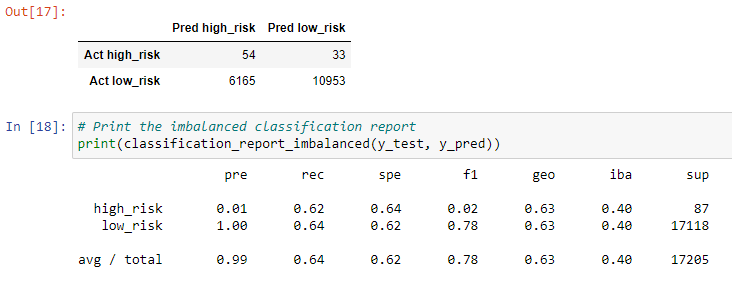 Out[17]:
Pred high_risk Pred low_risk
Act high_risk 54 33
Act low_risk 6165 10953
In [18]: # Print the imbalanced classification report
print(classification_report_imbalanced(y_test, y_pred))
pre rec spe f1 geo iba sup
high_risk 0.01 0.62 0.64 0.02 0.63 0.40 87
low_risk 1.00 0.64 0.62 0.78 0.63 0.40 17118
avg / total 0.99 0.64 0.62 0.78 0.63 0.40 17205